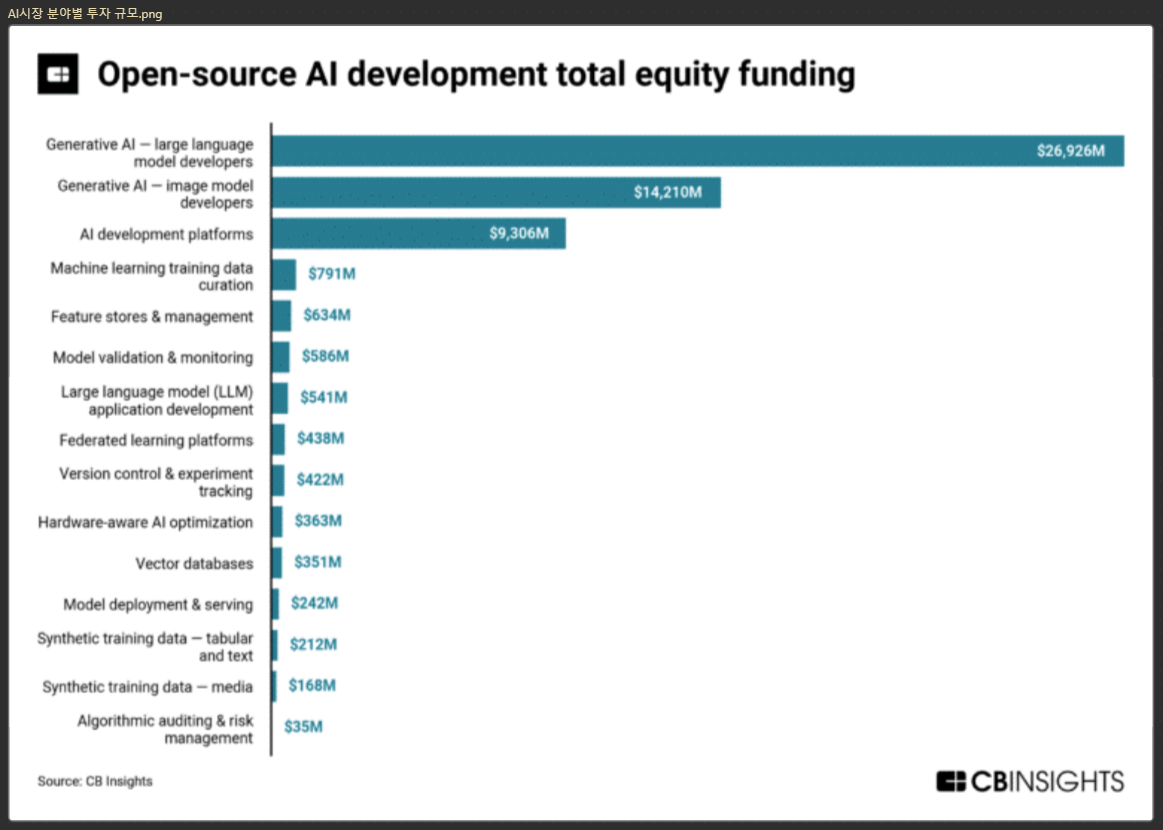 AI시장 분야별 투자 규모.png
Open-source AI development total equity funding
Generative AI — large language
model developers
$26,926M
Generative AI — image model
developers
$14,210M
AI development platforms
$9,306M
Machine learning training data
curation
$791M
Feature stores & management
$634M
Model validation & monitoring
$586M
Large language model (LLM)
application development
$541M
Federated learning platforms
$438M
Version control & experiment
tracking
$422M
Hardware-aware AI optimization
$363M
Vector databases
$351M
Model deployment & serving
$242M
Synthetic training data — tabular
and text
$212M
Synthetic training data — media
$168M
Algorithmic auditing & risk
management
$35M
Source: CB Insights
CBINSIGHTS